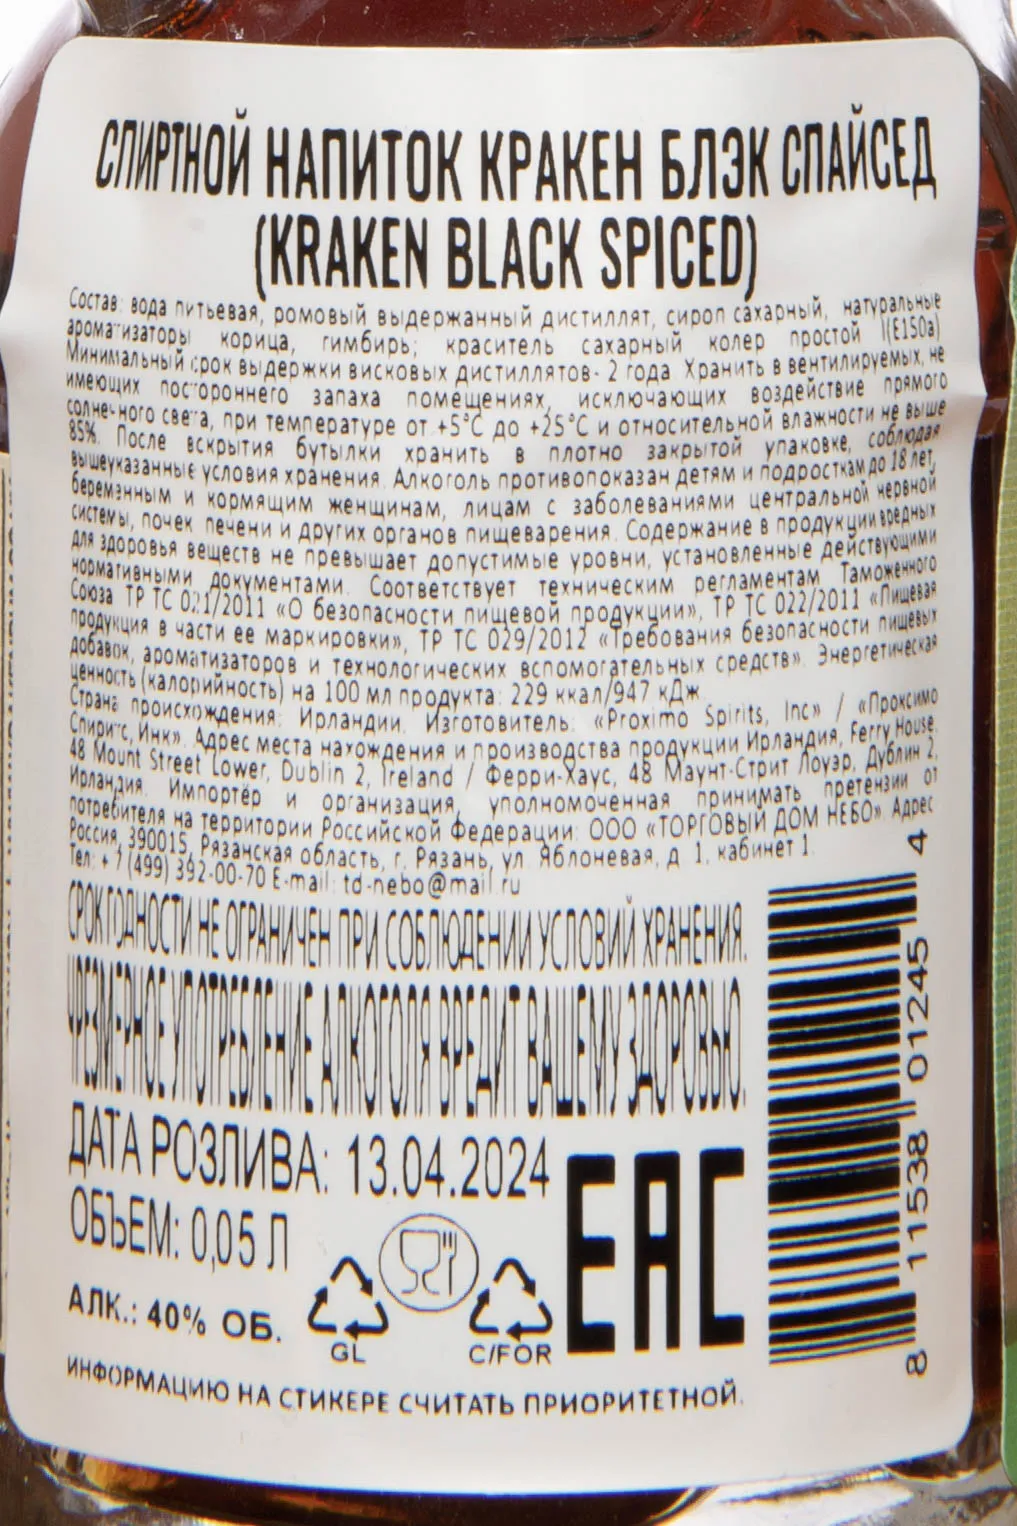 СПИРТНОЙ НАПИТОК КРАКЕН БЛЭК СПАЙСЕД
(KRAKEN BLACK SPICED)
Состав: вода питьевая, ромовый выдержанный дистиллят, сироп сахарный, натуральные
ароматизаторы корица, гимбирь; краситель сахарный колер простой I(E150a)
Минимальный срок выдержки висковых дистиллятов- 2 года. Хранить в вентилируемых, не
имеющих постороннего запаха помещениях, исключающих воздействие прямого
солнечного света, при температуре от +5°C до +25°C и относительной влажности не выше
85%. После вскрытия бутылки хранить в плотно закрытой упаковке, соблюдая
вышеуказанные условия хранения. Алкоголь противопоказан детям и подросткам до 18 лет,
беременным и кормящим женщинам, лицам с заболеваниями центральной нервной
системы, почек печени и других органов пищеварения. Содержание в продукции вредных
для здоровья веществ не превышает допустимые уровни, установленные действующими
нормативными документами. Соответствует техническим регламентам Таможенного
Союза ТР ТС 021/2011 «О безопасности пищевой продукции», ТР ТС 022/2011 «Пищевая
продукция в части ее маркировки», ТР ТС 029/2012 «Требования безопасности пищевых
добавок, ароматизаторов и технологических вспомогательных средств». Энергетическая
ценность (калорийность) на 100 мл продукта: 229 ккал/947 кДж
Страна происхождения: Ирландии. Изготовитель: «Proximo Spirits, Inc» / «Проксимо
Спиритс, Инк». Адрес места нахождения и производства продукции Ирландия, Ferry House.
48 Mount Street Lower, Dublin 2, Ireland / Ферри-Хаус, 48 Маунт-Стрит Лоуэр, Дублин 2,
Ирландия. Импортёр и организация, уполномоченная принимать претензии от
потребителя на территории Российской Федерации: ООО «ТОРГОВЫЙ ДОМ НЕБО». Адрес
Россия, 390015, Рязанская область, г. Рязань, ул. Яблоневая, д. 1, кабинет 1.
Тел: + 7 (499) 392-00-70 E-mail: td-nebo@mail.ru
СРОК ГОДНОСТИ НЕ ОГРАНИЧЕН ПРИ СОБЛЮДЕНИИ УСЛОВИЙ ХРАНЕНИЯ.
ЧРЕЗМЕРНОЕ УПОТРЕБЛЕНИЕ АЛКОГОЛЯ ВРЕДИТ ВАШЕМУ ЗДОРОВЬЮ.
ДАТА РОЗЛИВА: 13.04.2024
ОБЪЕМ: 0,05 Л
АЛК.: 40% ОБ.
GL
C/FOR
EAC
ИНФОРМАЦИЮ НА СТИКЕРЕ СЧИТАТЬ ПРИОРИТЕТНОЙ.
8 11538 01245 4